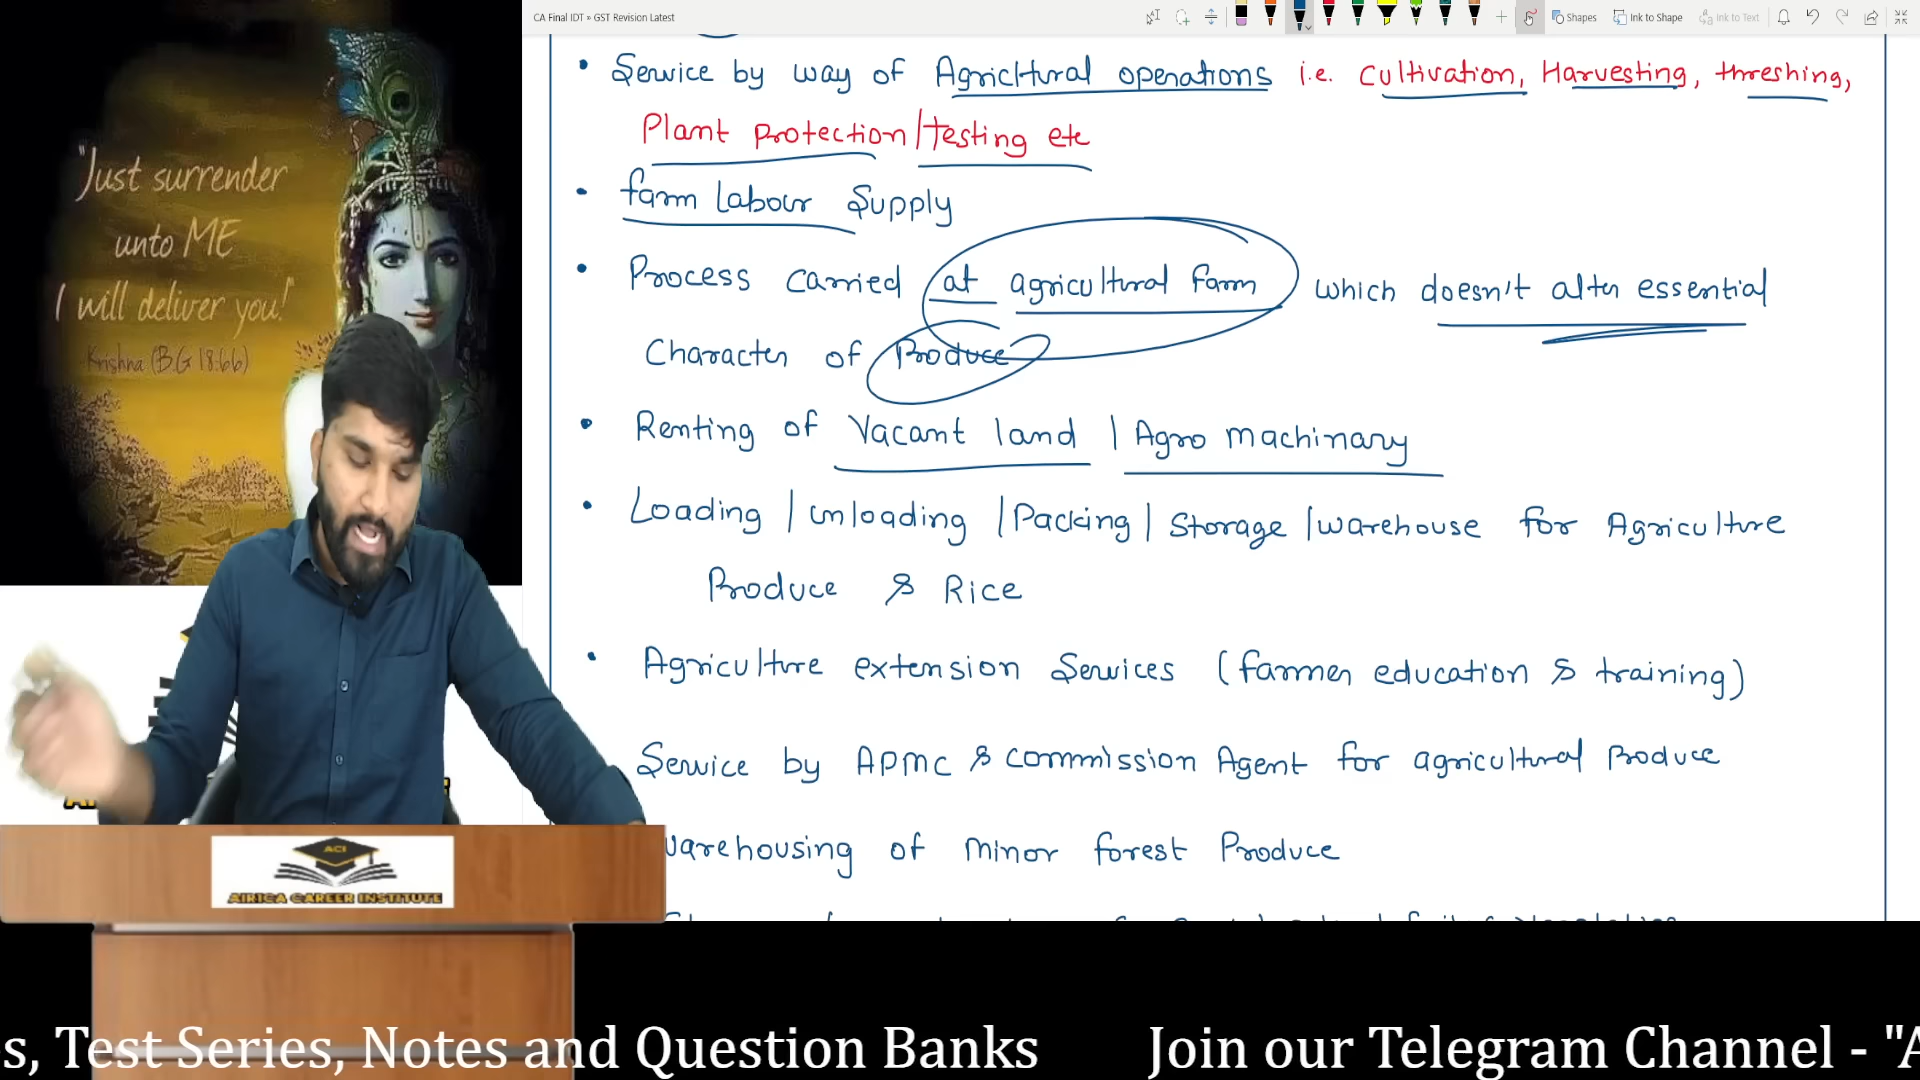 CA Final IDT » GST Revision Latest
Shapes
Ink to Shape
Ink to Text
• Service by way of Agricltural operations i.e. Cultivation, Harvesting, threshing,
Plant Protection/Testing etc
• farm Labour Supply
• Process carried at agricultural farm which doesn't alter essential
Character of Produce
• Renting of Vacant land | Agro machinary
• Loading | Unloading | Packing | Storage | warehouse for Agriculture
Produce & Rice
• Agriculture extension Services (farmer education & training)
Service by APMC & Commission Agent for agricultural Produce
warehousing of minor forest Produce
"Just surrender
unto ME
I will deliver you!"
Krishna (B.G 18:66)
ACI
AIRICA CAREER INSTITUTE
s, Test Series, Notes and Question Banks Join our Telegram Channel - "A